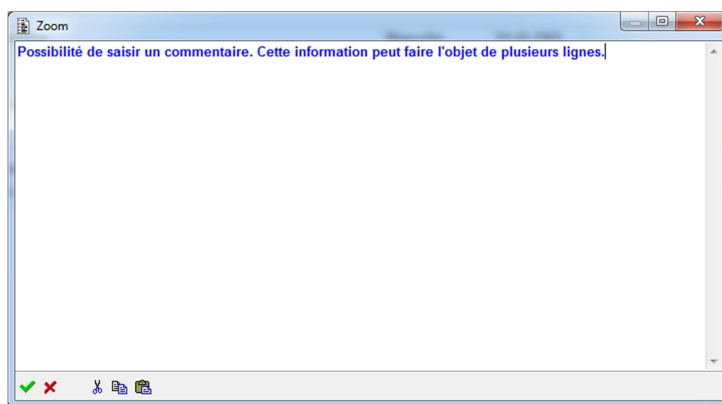 Zoom
Possibilité de saisir un commentaire. Cette information peut faire l'objet de plusieurs lignes.